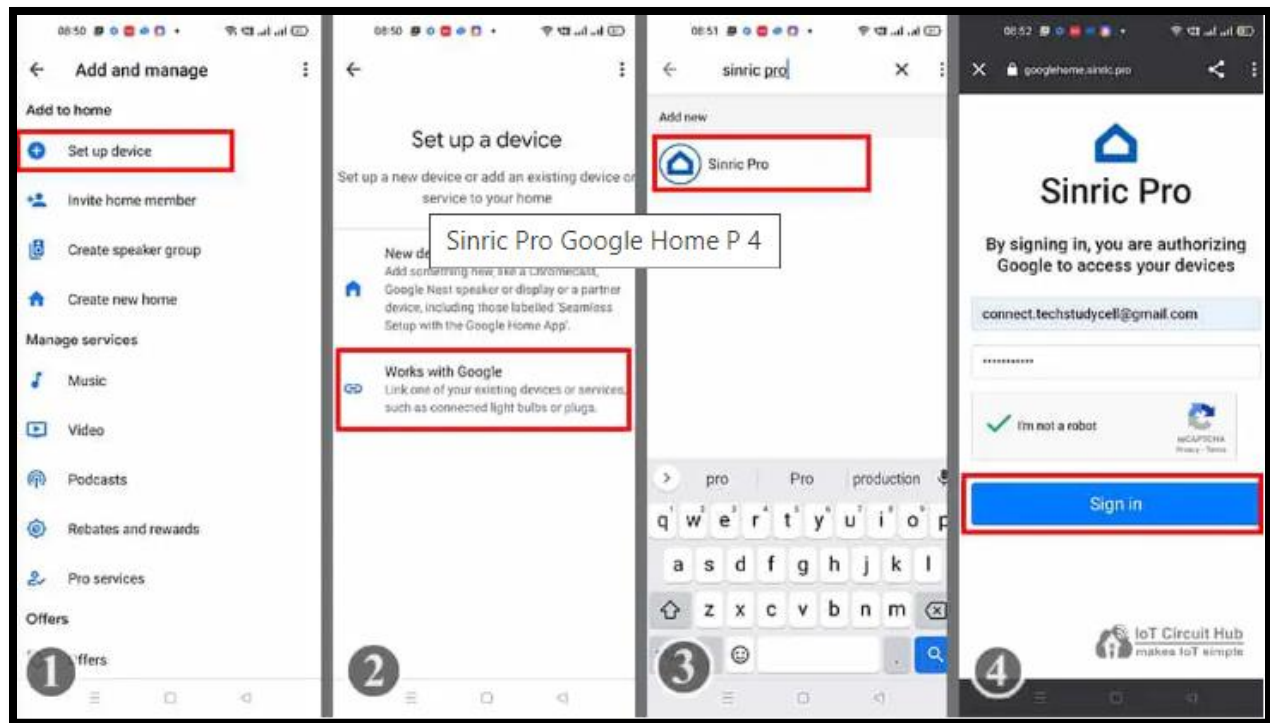 08:50
Add and manage
Add to home
Set up device
Invite home member
Create speaker group
Create new home
Manage services
Music
Video
Podcasts
Rebates and rewards
Pro services
Offers
ffers
1
08:50
Set up a device
Set up a new device or add an existing device or
service to your home
New de
Add something new, like a Chromecast,
Google Nest speaker or display or a partner
device, including those labelled 'Seamless
Setup with the Google Home App'.
Works with Google
Link one of your existing devices or services,
such as connected light bulbs or plugs.
2
Sinric Pro Google Home P 4
08:51
sinric pro
Add new
Sinric Pro
pro Pro production
q w e r t y u i o p
a s d f g h j k l
z x c v b n m
.
3
08:52
googlehome.sinric.pro
Sinric Pro
By signing in, you are authorizing
Google to access your devices
connect.techstudycell@gmail.com
I'm not a robot
reCAPTCHA
Privacy - Terms
Sign in
IoT Circuit Hub
makes IoT simple
4